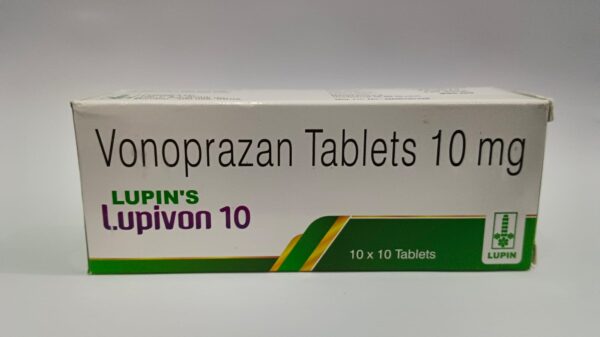 Vonoprazan Tablets 10 mg
LUPIN'S
Lupivon 10
10 x 10 Tablets
LUPIN